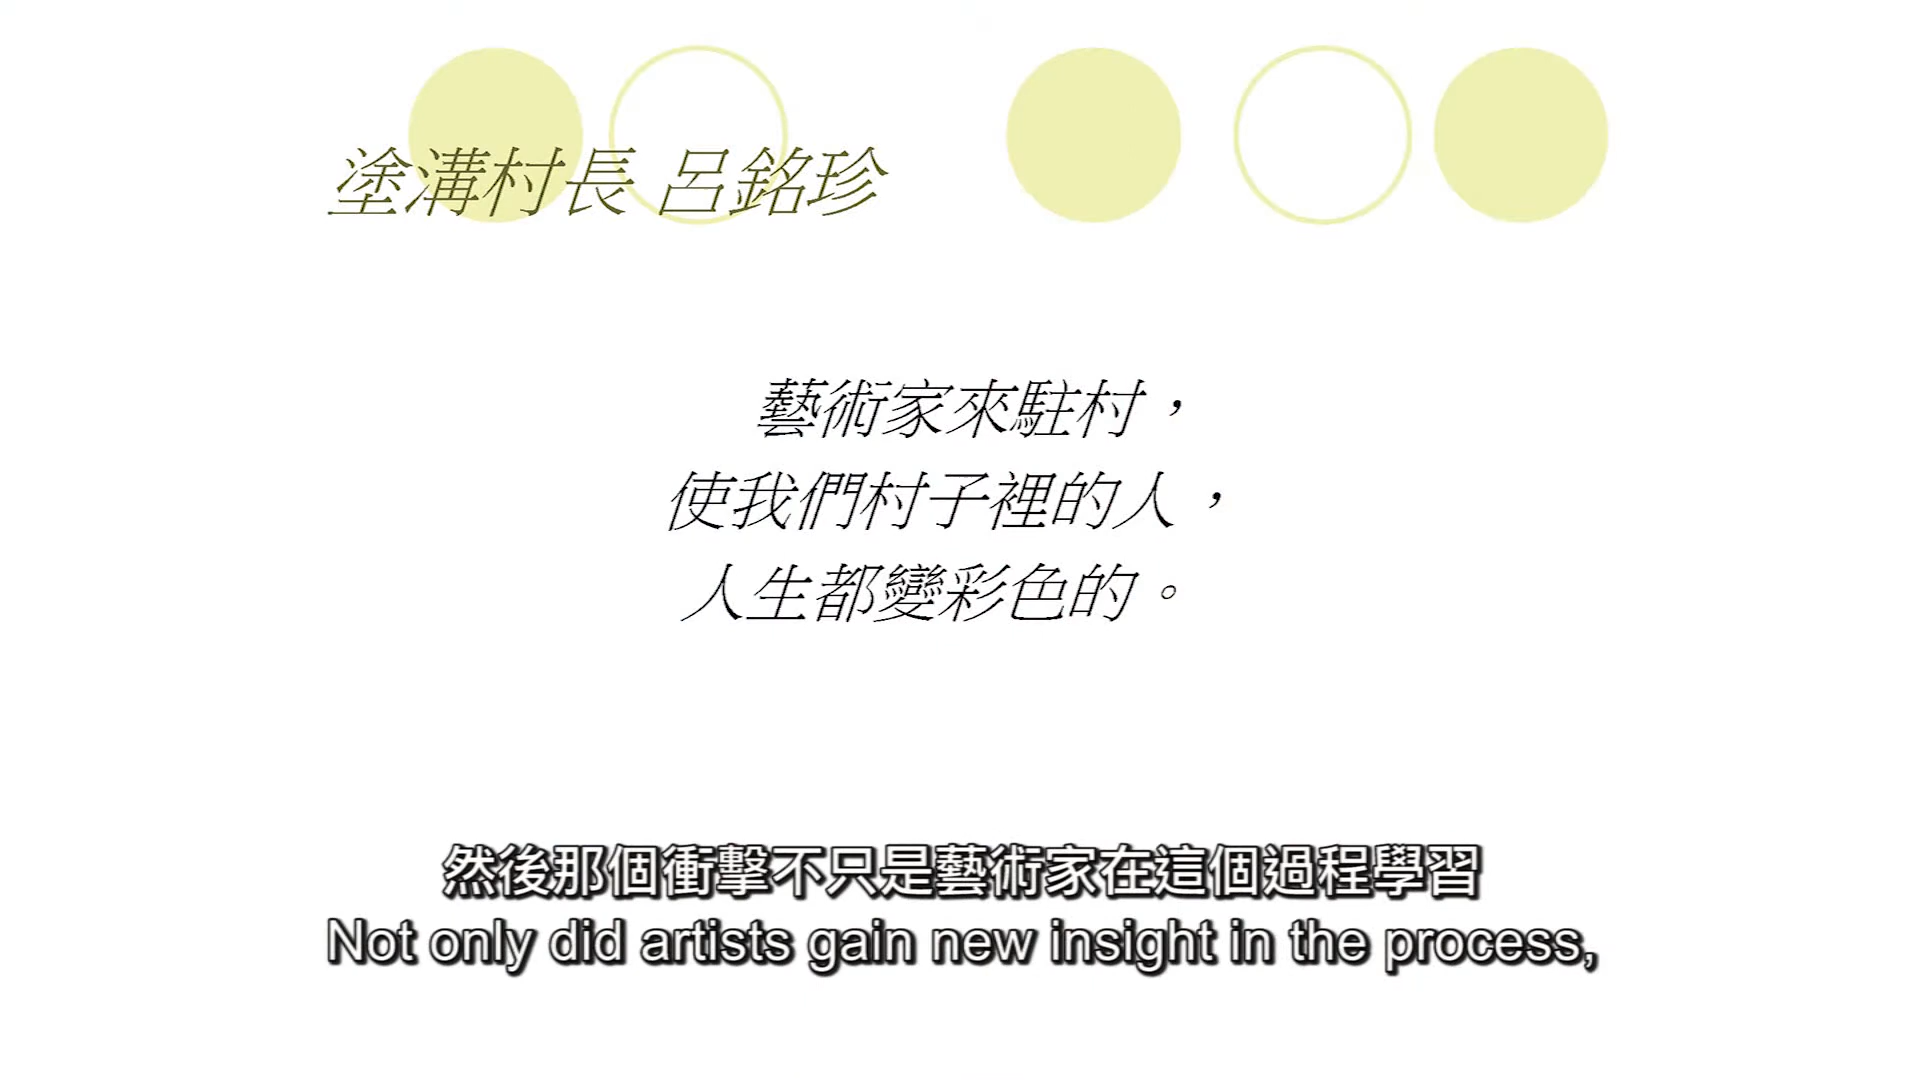 塗溝村長 呂銘珍
藝術家來駐村，
使我們村子裡的人，
人生都變彩色的。
然後那個衝擊不只是藝術家在這個過程學習
Not only did artists gain new insight in the process,